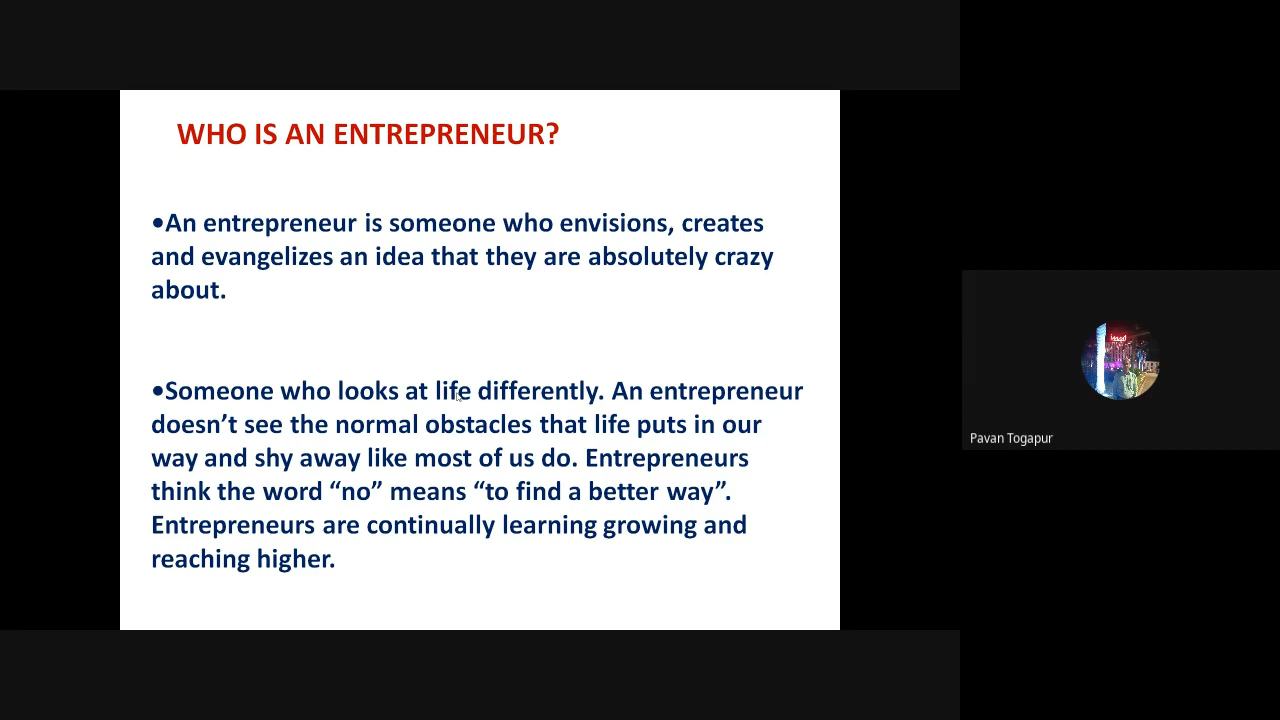 WHO IS AN ENTREPRENEUR?
•An entrepreneur is someone who envisions, creates
and evangelizes an idea that they are absolutely crazy
about.
•Someone who looks at life differently. An entrepreneur
doesn’t see the normal obstacles that life puts in our
way and shy away like most of us do. Entrepreneurs
think the word “no” means “to find a better way”.
Entrepreneurs are continually learning growing and
reaching higher.
Pavan Togapur